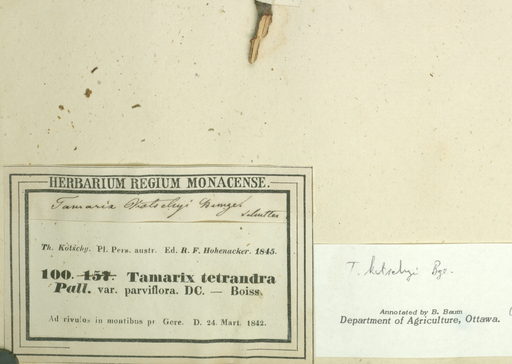 HERBARIUM REGIUM MONACENSE.
Tamarix Kotschyi Bunge.
Th. Kotschy. Pl. Pers. austr. Ed. R. F. Hohenacker. 1845.
100. 151. Tamarix tetrandra
Pall. var. parviflora. DC. — Boiss
Ad rivulos in montibus pr Gere. D. 24. Mart. 1842.
T. kotschyi Bge.
Annotated by B. Baum
Department of Agriculture, Ottawa.